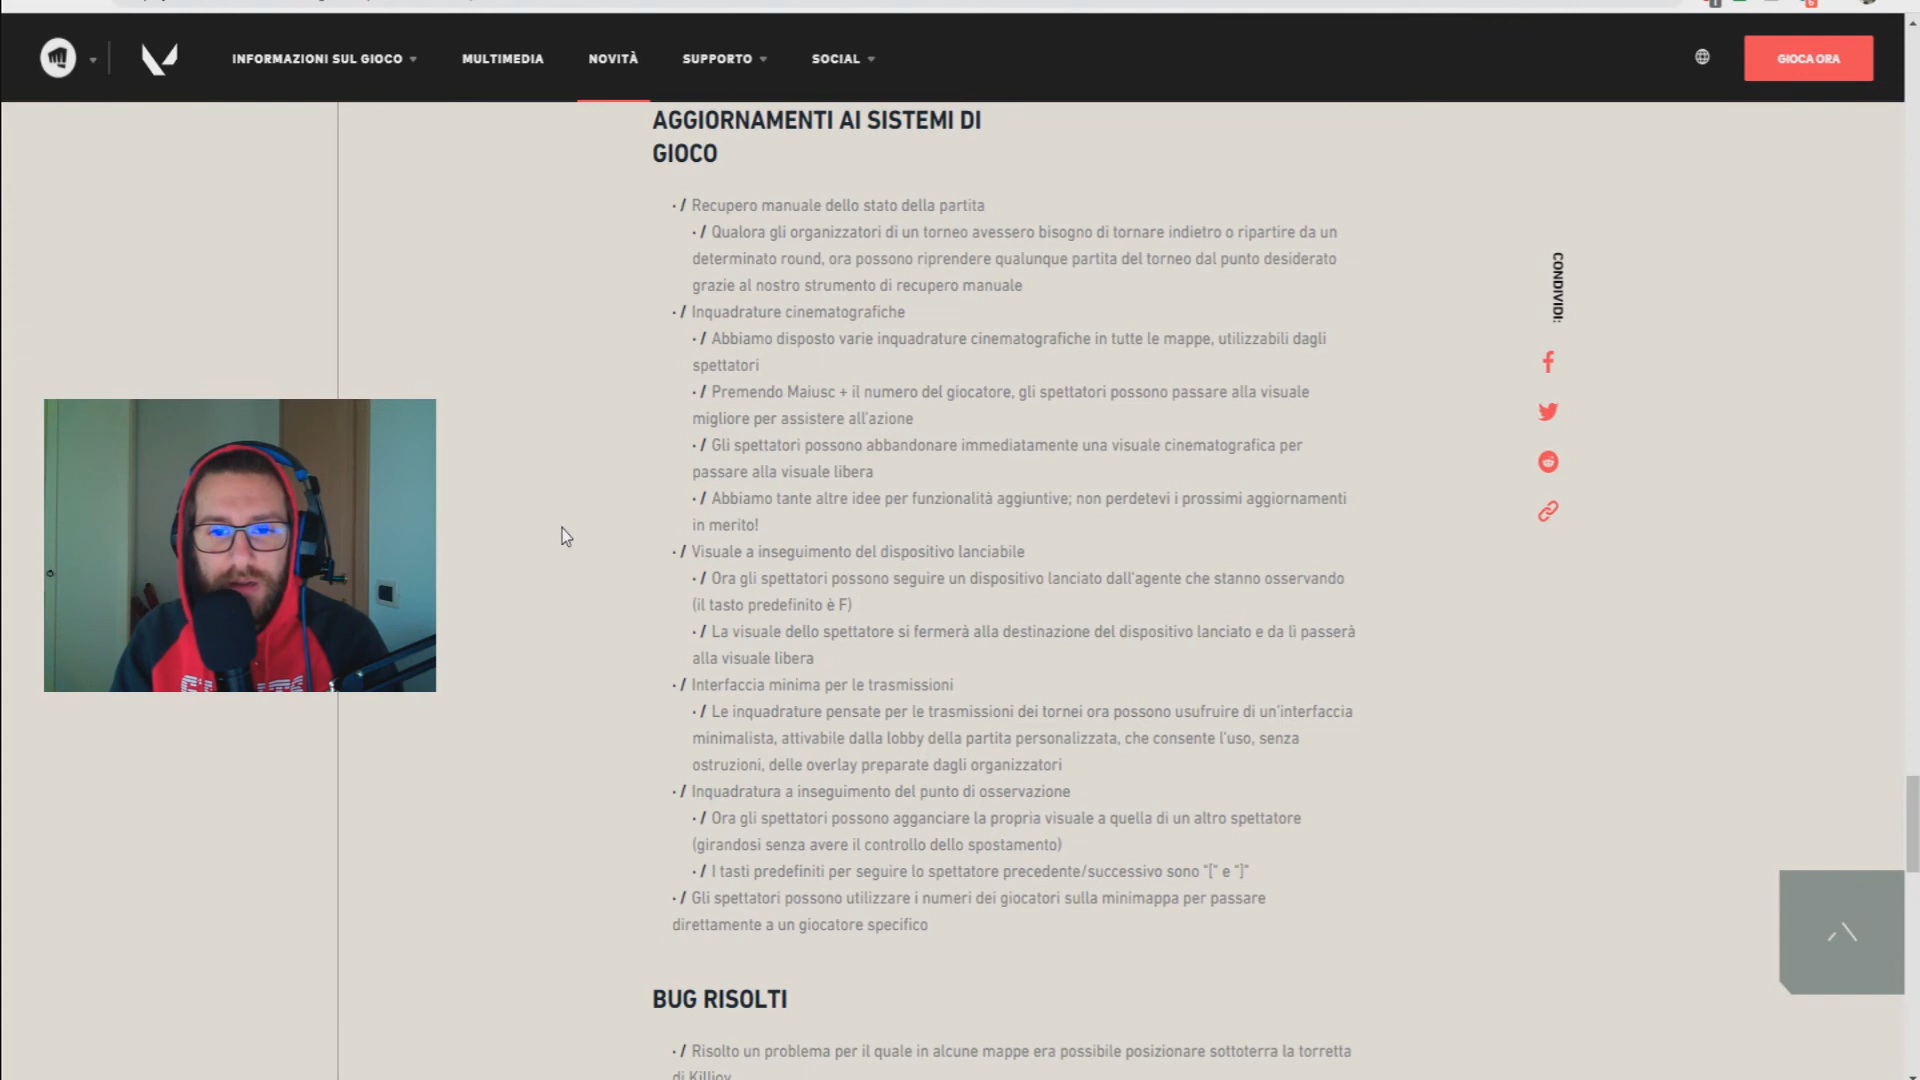 INFORMAZIONI SUL GIOCO
MULTIMEDIA
NOVITÀ
SUPPORTO
SOCIAL
GIOCA ORA
AGGIORNAMENTI AI SISTEMI DI
GIOCO
· / Recupero manuale dello stato della partita
· / Qualora gli organizzatori di un torneo avessero bisogno di tornare indietro o ripartire da un
determinato round, ora possono riprendere qualunque partita del torneo dal punto desiderato
grazie al nostro strumento di recupero manuale
· / Inquadrature cinematografiche
· / Abbiamo disposto varie inquadrature cinematografiche in tutte le mappe, utilizzabili dagli
spettatori
· / Premendo Maiusc + il numero del giocatore, gli spettatori possono passare alla visuale
migliore per assistere all'azione
· / Gli spettatori possono abbandonare immediatamente una visuale cinematografica per
passare alla visuale libera
· / Abbiamo tante altre idee per funzionalità aggiuntive; non perdetevi i prossimi aggiornamenti
in merito!
· / Visuale a inseguimento del dispositivo lanciabile
· / Ora gli spettatori possono seguire un dispositivo lanciato dall'agente che stanno osservando
(il tasto predefinito è F)
· / La visuale dello spettatore si fermerà alla destinazione del dispositivo lanciato e da lì passerà
alla visuale libera
· / Interfaccia minima per le trasmissioni
· / Le inquadrature pensate per le trasmissioni dei tornei ora possono usufruire di un'interfaccia
minimalista, attivabile dalla lobby della partita personalizzata, che consente l'uso, senza
ostruzioni, delle overlay preparate dagli organizzatori
· / Inquadratura a inseguimento del punto di osservazione
· / Ora gli spettatori possono agganciare la propria visuale a quella di un altro spettatore
(girandosi senza avere il controllo dello spostamento)
· / I tasti predefiniti per seguire lo spettatore precedente/successivo sono "[" e "]"
· / Gli spettatori possono utilizzare i numeri dei giocatori sulla minimappa per passare
direttamente a un giocatore specifico
BUG RISOLTI
· / Risolto un problema per il quale in alcune mappe era possibile posizionare sottoterra la torretta
di Killjoy
CONDIVIDI: